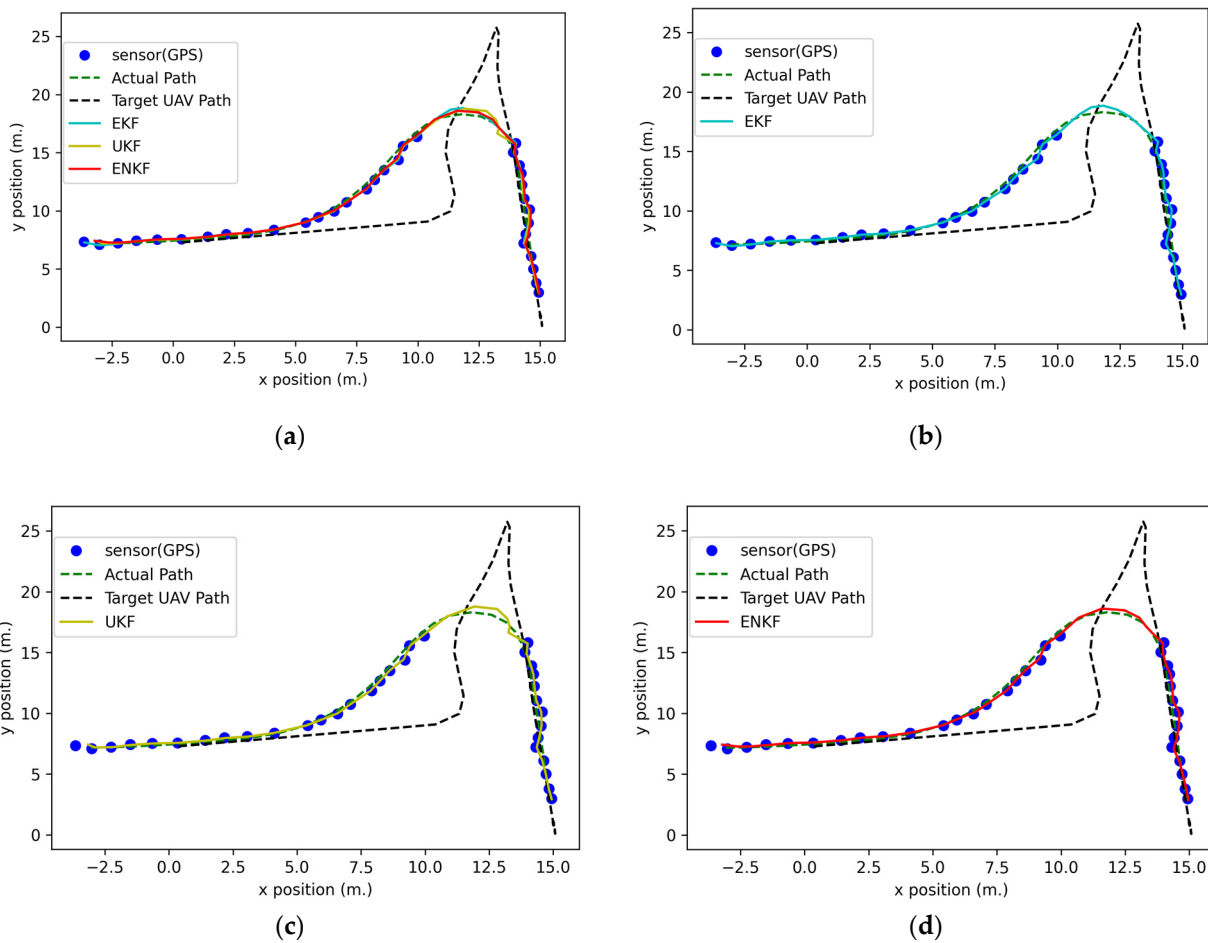 25
20
15
10
5
0
y position (m.)
sensor(GPS)
Actual Path
Target UAV Path
EKF
UKF
ENKF
−2.5 0.0 2.5 5.0 7.5 10.0 12.5 15.0
x position (m.)
(a)
25
20
15
10
5
0
y position (m.)
sensor(GPS)
Actual Path
Target UAV Path
EKF
−2.5 0.0 2.5 5.0 7.5 10.0 12.5 15.0
x position (m.)
(b)
25
20
15
10
5
0
y position (m.)
sensor(GPS)
Actual Path
Target UAV Path
UKF
−2.5 0.0 2.5 5.0 7.5 10.0 12.5 15.0
x position (m.)
(c)
25
20
15
10
5
0
y position (m.)
sensor(GPS)
Actual Path
Target UAV Path
ENKF
−2.5 0.0 2.5 5.0 7.5 10.0 12.5 15.0
x position (m.)
(d)